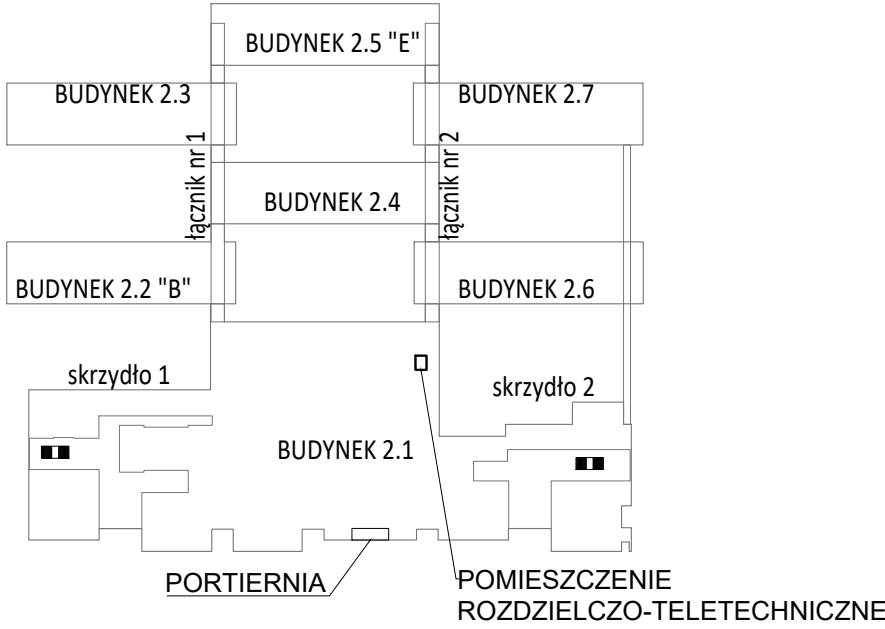 BUDYNEK 2.5 "E"
BUDYNEK 2.3
BUDYNEK 2.7
łącznik nr 1
łącznik nr 2
BUDYNEK 2.4
BUDYNEK 2.2 "B"
BUDYNEK 2.6
skrzydło 1
skrzydło 2
BUDYNEK 2.1
PORTIERNIA
POMIESZCZENIE
ROZDZIELCZO-TELETECHNICZNE